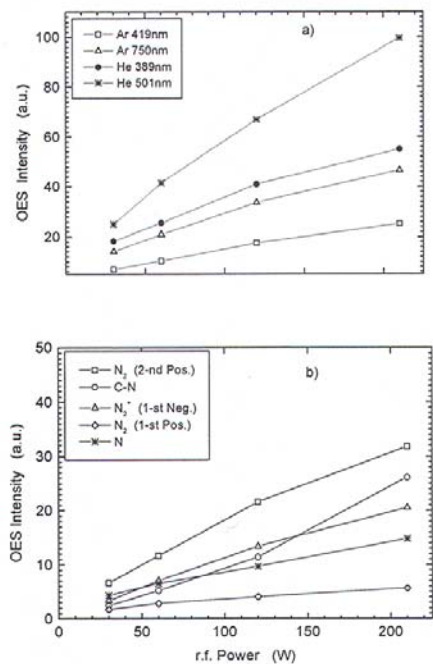 a)
Ar 419nm
Ar 750nm
He 389nm
He 501nm
100
80
60
40
20
OES Intensity (a.u.)
b)
N₂ (2-nd Pos.)
C-N
N₂⁺ (1-st Neg.)
N₂ (1-st Pos.)
N
50
40
30
20
10
0
OES Intensity (a.u.)
0 50 100 150 200
r.f. Power (W)